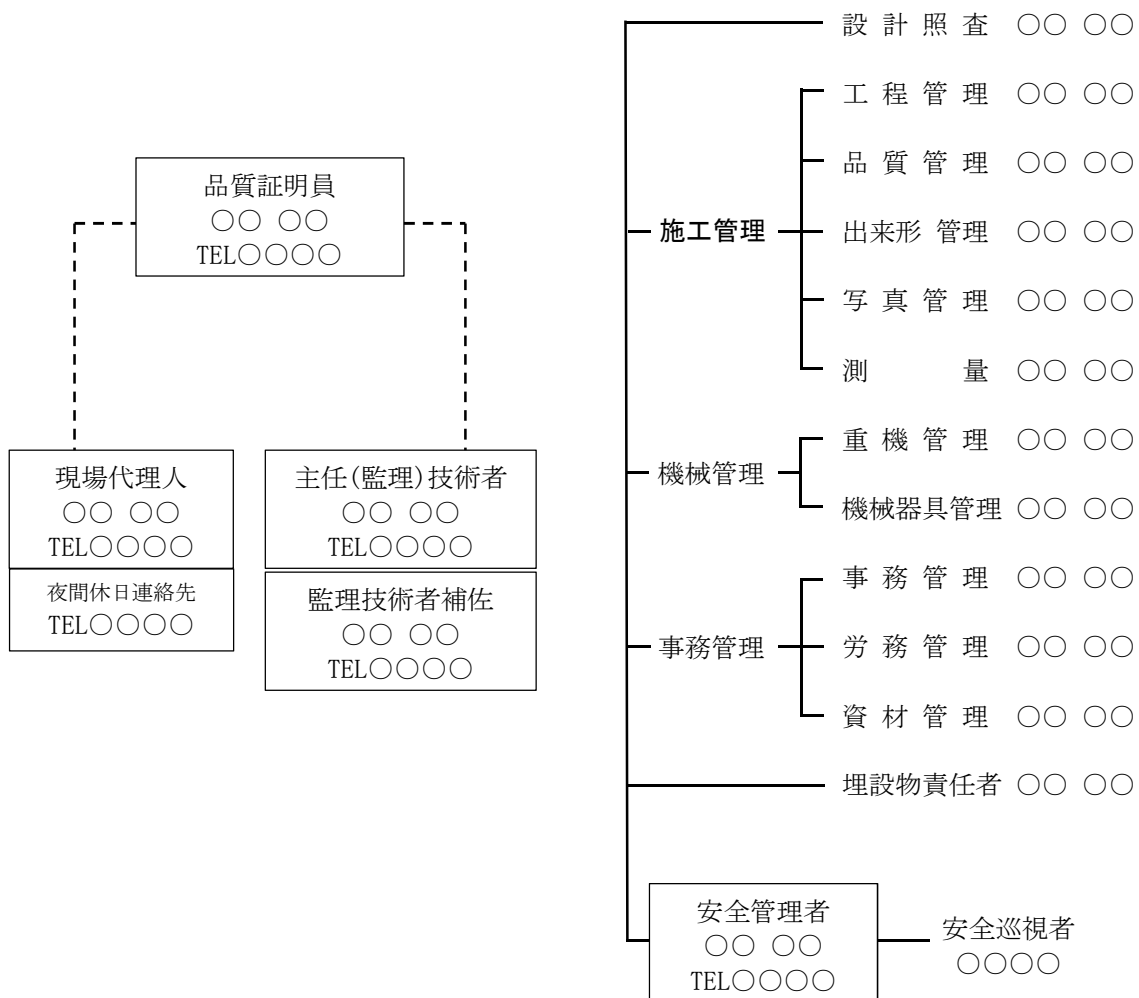 品質証明員
○○ ○○
TEL○○○○
現場代理人
○○ ○○
TEL○○○○
夜間休日連絡先
TEL○○○○
主任(監理)技術者
○○ ○○
TEL○○○○
監理技術者補佐
○○ ○○
TEL○○○○
設計照査 ○○ ○○
施工管理
工程管理 ○○ ○○
品質管理 ○○ ○○
出来形 管理 ○○ ○○
写真管理 ○○ ○○
測量 ○○ ○○
機械管理
重機管理 ○○ ○○
機械器具管理 ○○ ○○
事務管理
事務管理 ○○ ○○
労務管理 ○○ ○○
資材管理 ○○ ○○
埋設物責任者 ○○ ○○
安全管理者
○○ ○○
TEL○○○○
安全巡視者
○○○○